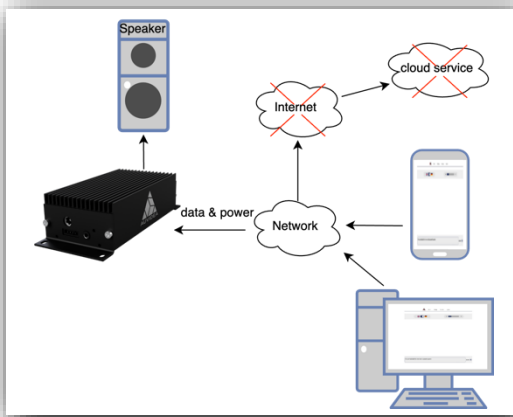 Speaker
cloud service
Internet
data & power
Network